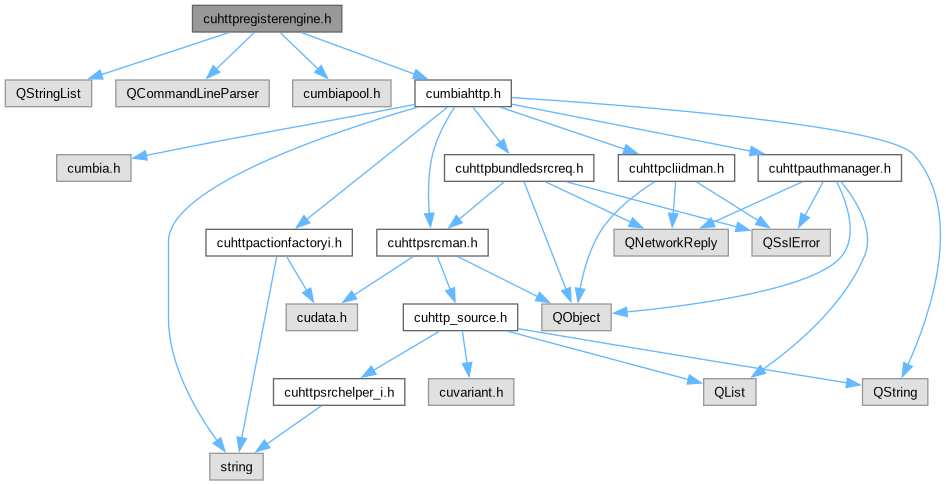 cuhttpregisterengine.h
QStringList
QCommandLineParser
cumbiapool.h
cumbiahttp.h
cumbia.h
cuhttpbundledsrcreq.h
cuhttpcliidman.h
cuhttpauthmanager.h
cuhttpactionfactoryi.h
cuhttpsrcman.h
QNetworkReply
QSslError
cudata.h
cuhttp_source.h
QObject
cuhttpsrchelper_i.h
cuvariant.h
QList
QString
string